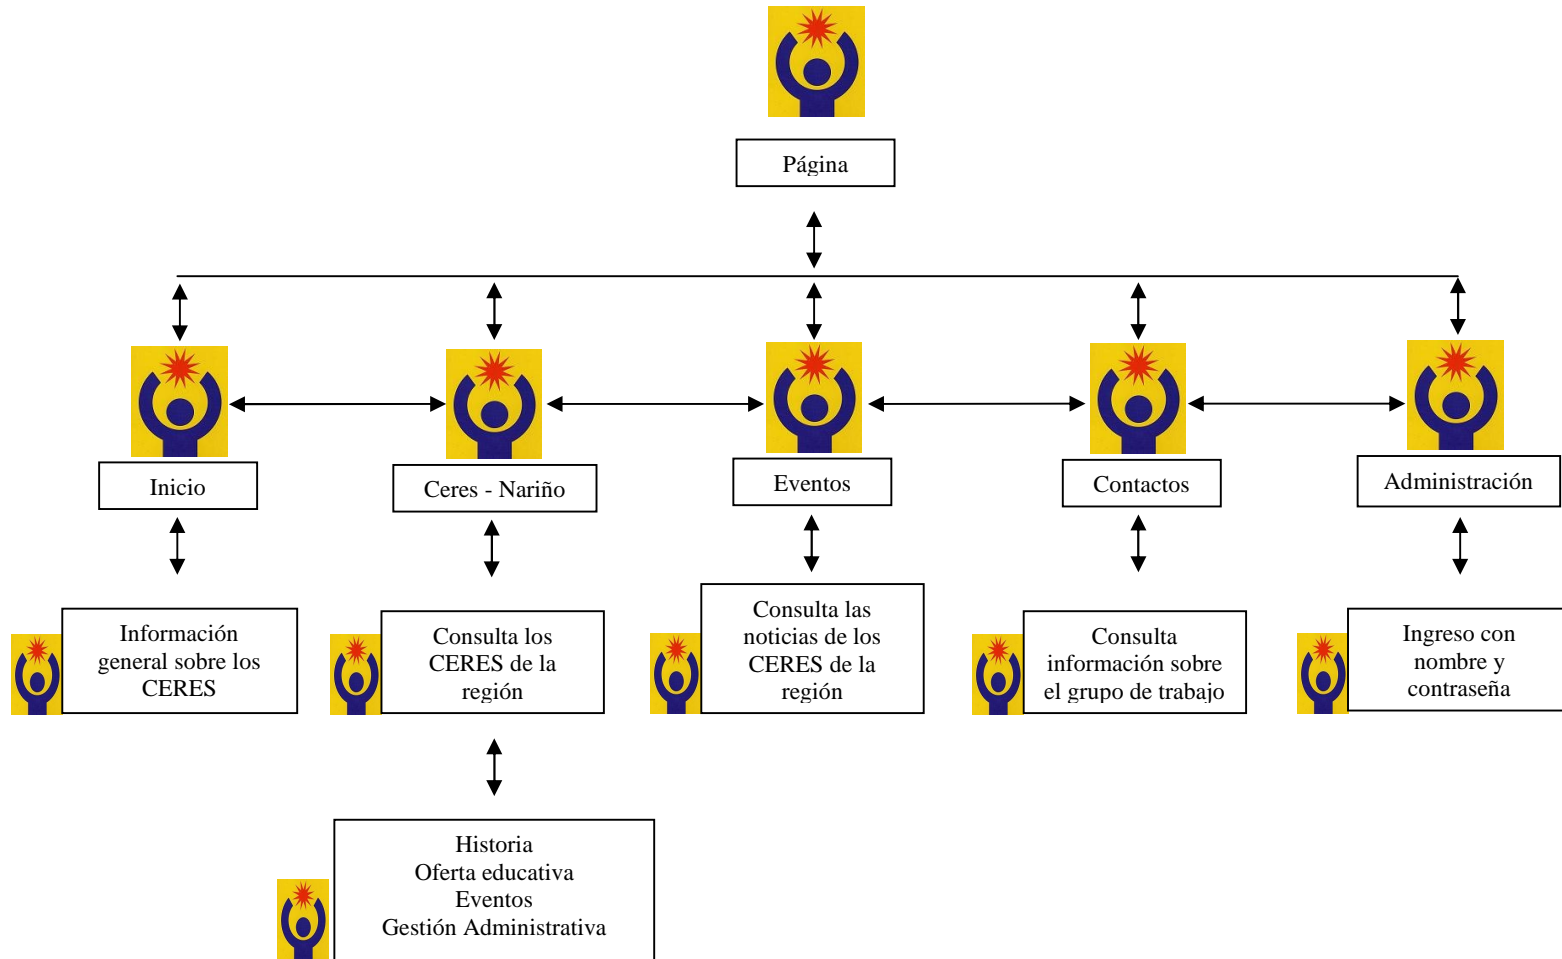 Página
Inicio
Ceres - Nariño
Eventos
Contactos
Administración
Información
general sobre los
CERES
Consulta los
CERES de la
región
Consulta las
noticias de los
CERES de la
región
Consulta
información sobre
el grupo de trabajo
Ingreso con
nombre y
contraseña
Historia
Oferta educativa
Eventos
Gestión Administrativa